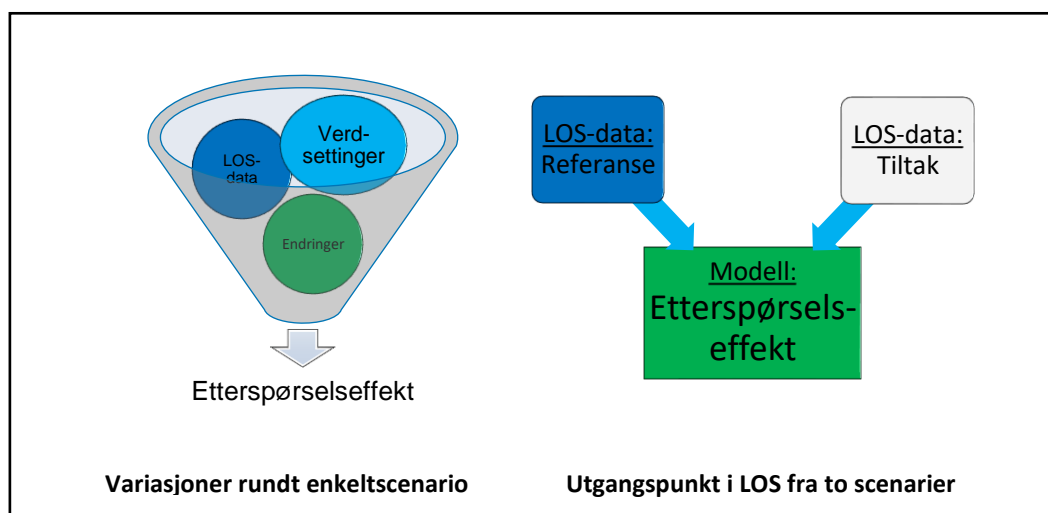 LOS-
data
Verd-
settinger
Endringer
Etterspørselseffekt
Variasjoner rundt enkeltscenario
LOS-data:
Referanse
LOS-data:
Tiltak
Modell:
Etterspørsels-
effekt
Utgangspunkt i LOS fra to scenarier